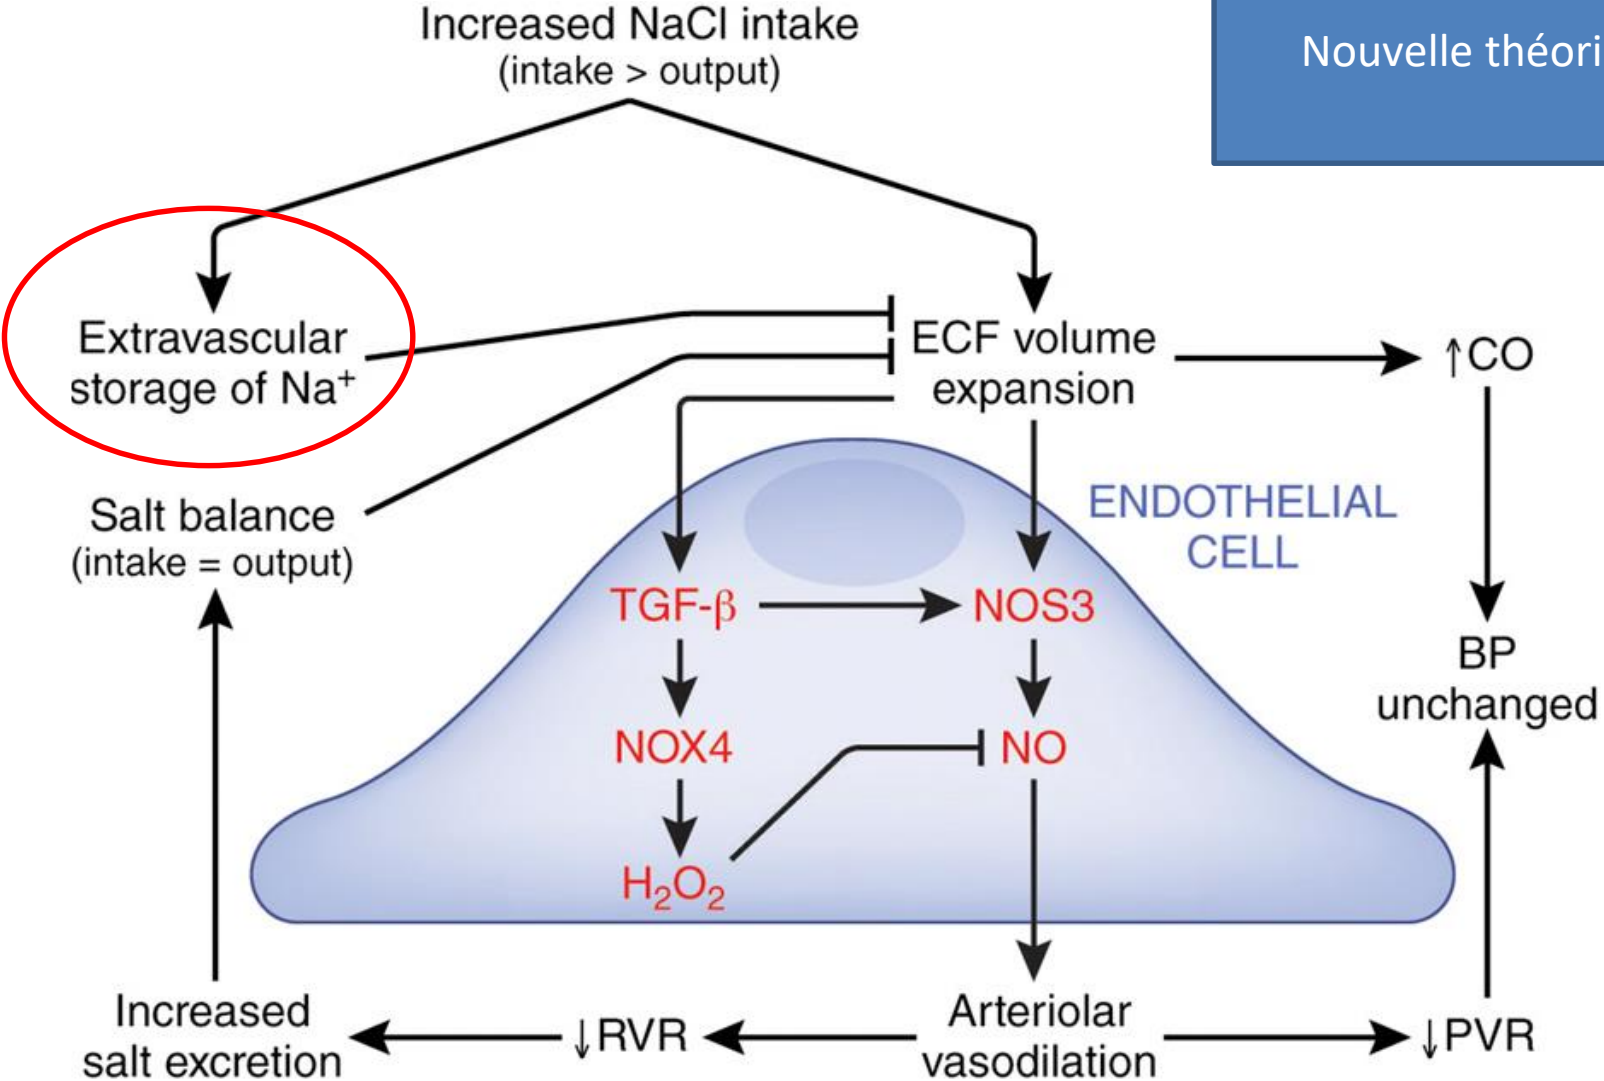 Increased NaCl intake
(intake > output)
Nouvelle théori
Extravascular
storage of Na⁺
ECF volume
expansion
↑CO
Salt balance
(intake = output)
ENDOTHELIAL
CELL
TGF-β
NOS3
BP
unchanged
NOX4
NO
H₂O₂
Increased
salt excretion
↓RVR
Arteriolar
vasodilation
↓PVR